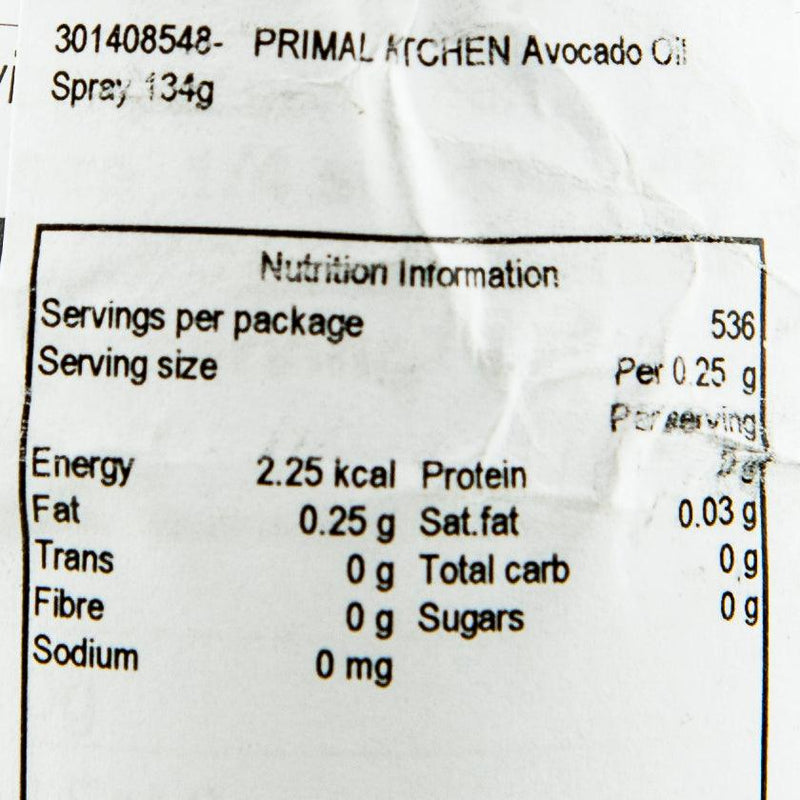 301408548- PRIMAL KITCHEN Avocado Oil
Spray 134g
Nutrition Information
Servings per package 536
Serving size Per 0.25 g
Per serving
Energy 2.25 kcal Protein 0 g
Fat 0.25 g Sat.fat 0.03 g
Trans 0 g Total carb 0 g
Fibre 0 g Sugars 0 g
Sodium 0 mg